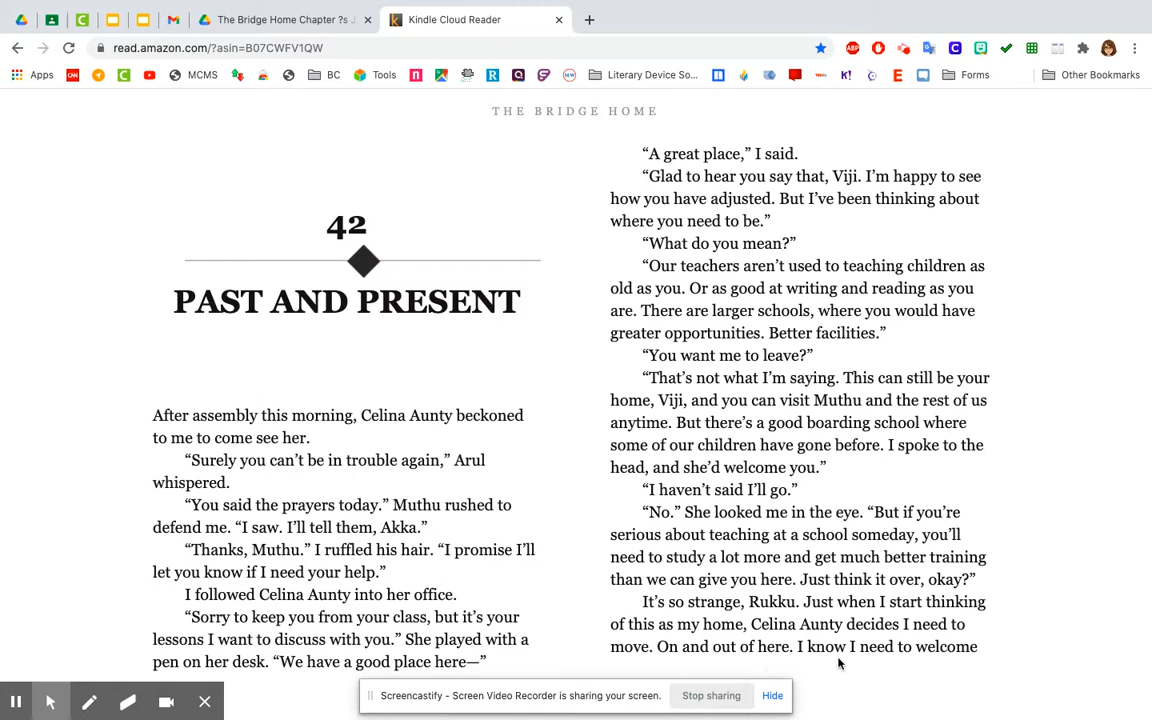 The Bridge Home Chapter ?s .
Kindle Cloud Reader
read.amazon.com/?asin=B07CWFV1QW
Apps
MCMS
BC
Tools
Literary Device So...
Forms
Other Bookmarks
THE BRIDGE HOME
42
PAST AND PRESENT
After assembly this morning, Celina Aunty beckoned
to me to come see her.
“Surely you can’t be in trouble again,” Arul
whispered.
“You said the prayers today.” Muthu rushed to
defend me. “I saw. I’ll tell them, Akka.”
“Thanks, Muthu.” I ruffled his hair. “I promise I’ll
let you know if I need your help.”
I followed Celina Aunty into her office.
“Sorry to keep you from your class, but it’s your
lessons I want to discuss with you.” She played with a
pen on her desk. “We have a good place here—”
“A great place,” I said.
“Glad to hear you say that, Viji. I’m happy to see
how you have adjusted. But I’ve been thinking about
where you need to be.”
“What do you mean?”
“Our teachers aren’t used to teaching children as
old as you. Or as good at writing and reading as you
are. There are larger schools, where you would have
greater opportunities. Better facilities.”
“You want me to leave?”
“That’s not what I’m saying. This can still be your
home, Viji, and you can visit Muthu and the rest of us
anytime. But there’s a good boarding school where
some of our children have gone before. I spoke to the
head, and she’d welcome you.”
“I haven’t said I’ll go.”
“No.” She looked me in the eye. “But if you’re
serious about teaching at a school someday, you’ll
need to study a lot more and get much better training
than we can give you here. Just think it over, okay?”
It’s so strange, Rukku. Just when I start thinking
of this as my home, Celina Aunty decides I need to
move. On and out of here. I know I need to welcome
Screencastify - Screen Video Recorder is sharing your screen.
Stop sharing
Hide